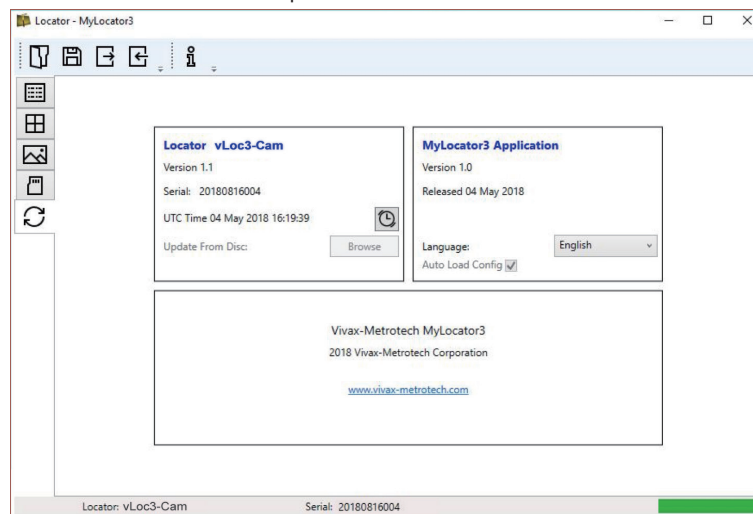 Locator - MyLocator3
Locator vLoc3-Cam
Version 1.1
Serial: 20180816004
UTC Time 04 May 2018 16:19:39
Update From Disc: Browse
MyLocator3 Application
Version 1.0
Released 04 May 2018
Language: English
Auto Load Config
Vivax-Metrotech MyLocator3
2018 Vivax-Metrotech Corporation
www.vivax-metrotech.com
Locator: vLoc3-Cam Serial: 20180816004